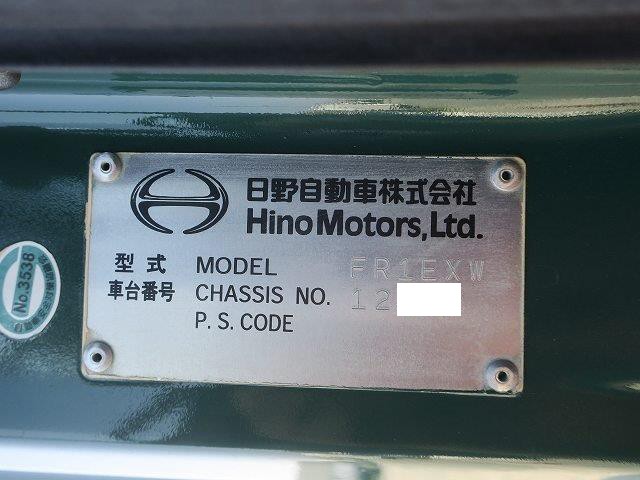 日野自動車株式会社
Hino Motors, Ltd.
型式 MODEL FR1EXW
車台番号 CHASSIS NO. 12
P. S. CODE
No.3538